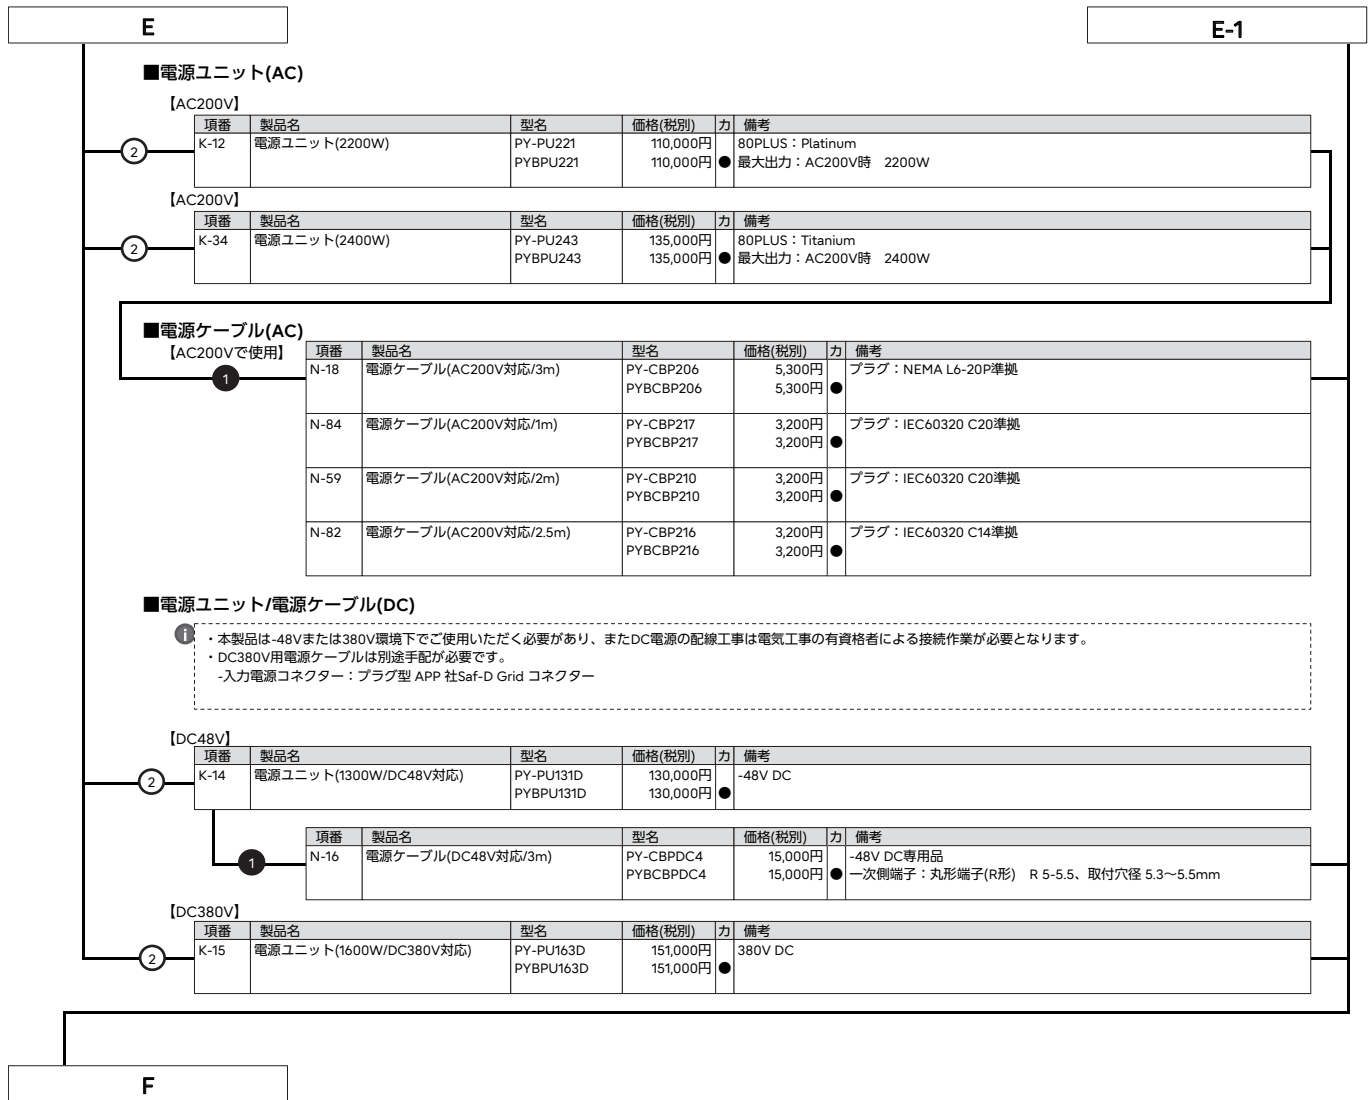 E
E-1
■電源ユニット(AC)
【AC200V】
項番 製品名 型名 価格(税別) カ 備考
② K-12 電源ユニット(2200W) PY-PU221 110,000円 80PLUS：Platinum
PYBPU221 110,000円 ● 最大出力：AC200V時　2200W
【AC200V】
項番 製品名 型名 価格(税別) カ 備考
② K-34 電源ユニット(2400W) PY-PU243 135,000円 80PLUS：Titanium
PYBPU243 135,000円 ● 最大出力：AC200V時　2400W
■電源ケーブル(AC)
【AC200Vで使用】 項番 製品名 型名 価格(税別) カ 備考
❶ N-18 電源ケーブル(AC200V対応/3m) PY-CBP206 5,300円 プラグ：NEMA L6-20P準拠
PYBCBP206 5,300円 ●
N-84 電源ケーブル(AC200V対応/1m) PY-CBP217 3,200円 プラグ：IEC60320 C20準拠
PYBCBP217 3,200円 ●
N-59 電源ケーブル(AC200V対応/2m) PY-CBP210 3,200円 プラグ：IEC60320 C20準拠
PYBCBP210 3,200円 ●
N-82 電源ケーブル(AC200V対応/2.5m) PY-CBP216 3,200円 プラグ：IEC60320 C14準拠
PYBCBP216 3,200円 ●
■電源ユニット/電源ケーブル(DC)
i ・本製品は-48Vまたは380V環境下でご使用いただく必要があり、またDC電源の配線工事は電気工事の有資格者による接続作業が必要となります。
・DC380V用電源ケーブルは別途手配が必要です。
-入力電源コネクター：プラグ型 APP 社Saf-D Grid コネクター
【DC48V】
項番 製品名 型名 価格(税別) カ 備考
② K-14 電源ユニット(1300W/DC48V対応) PY-PU131D 130,000円 -48V DC
PYBPU131D 130,000円 ●
項番 製品名 型名 価格(税別) カ 備考
❶ N-16 電源ケーブル(DC48V対応/3m) PY-CBPDC4 15,000円 -48V DC専用品
PYBCBPDC4 15,000円 ● 一次側端子：丸形端子(R形)　R 5-5.5、取付穴径 5.3～5.5mm
【DC380V】
項番 製品名 型名 価格(税別) カ 備考
② K-15 電源ユニット(1600W/DC380V対応) PY-PU163D 151,000円 380V DC
PYBPU163D 151,000円 ●
F